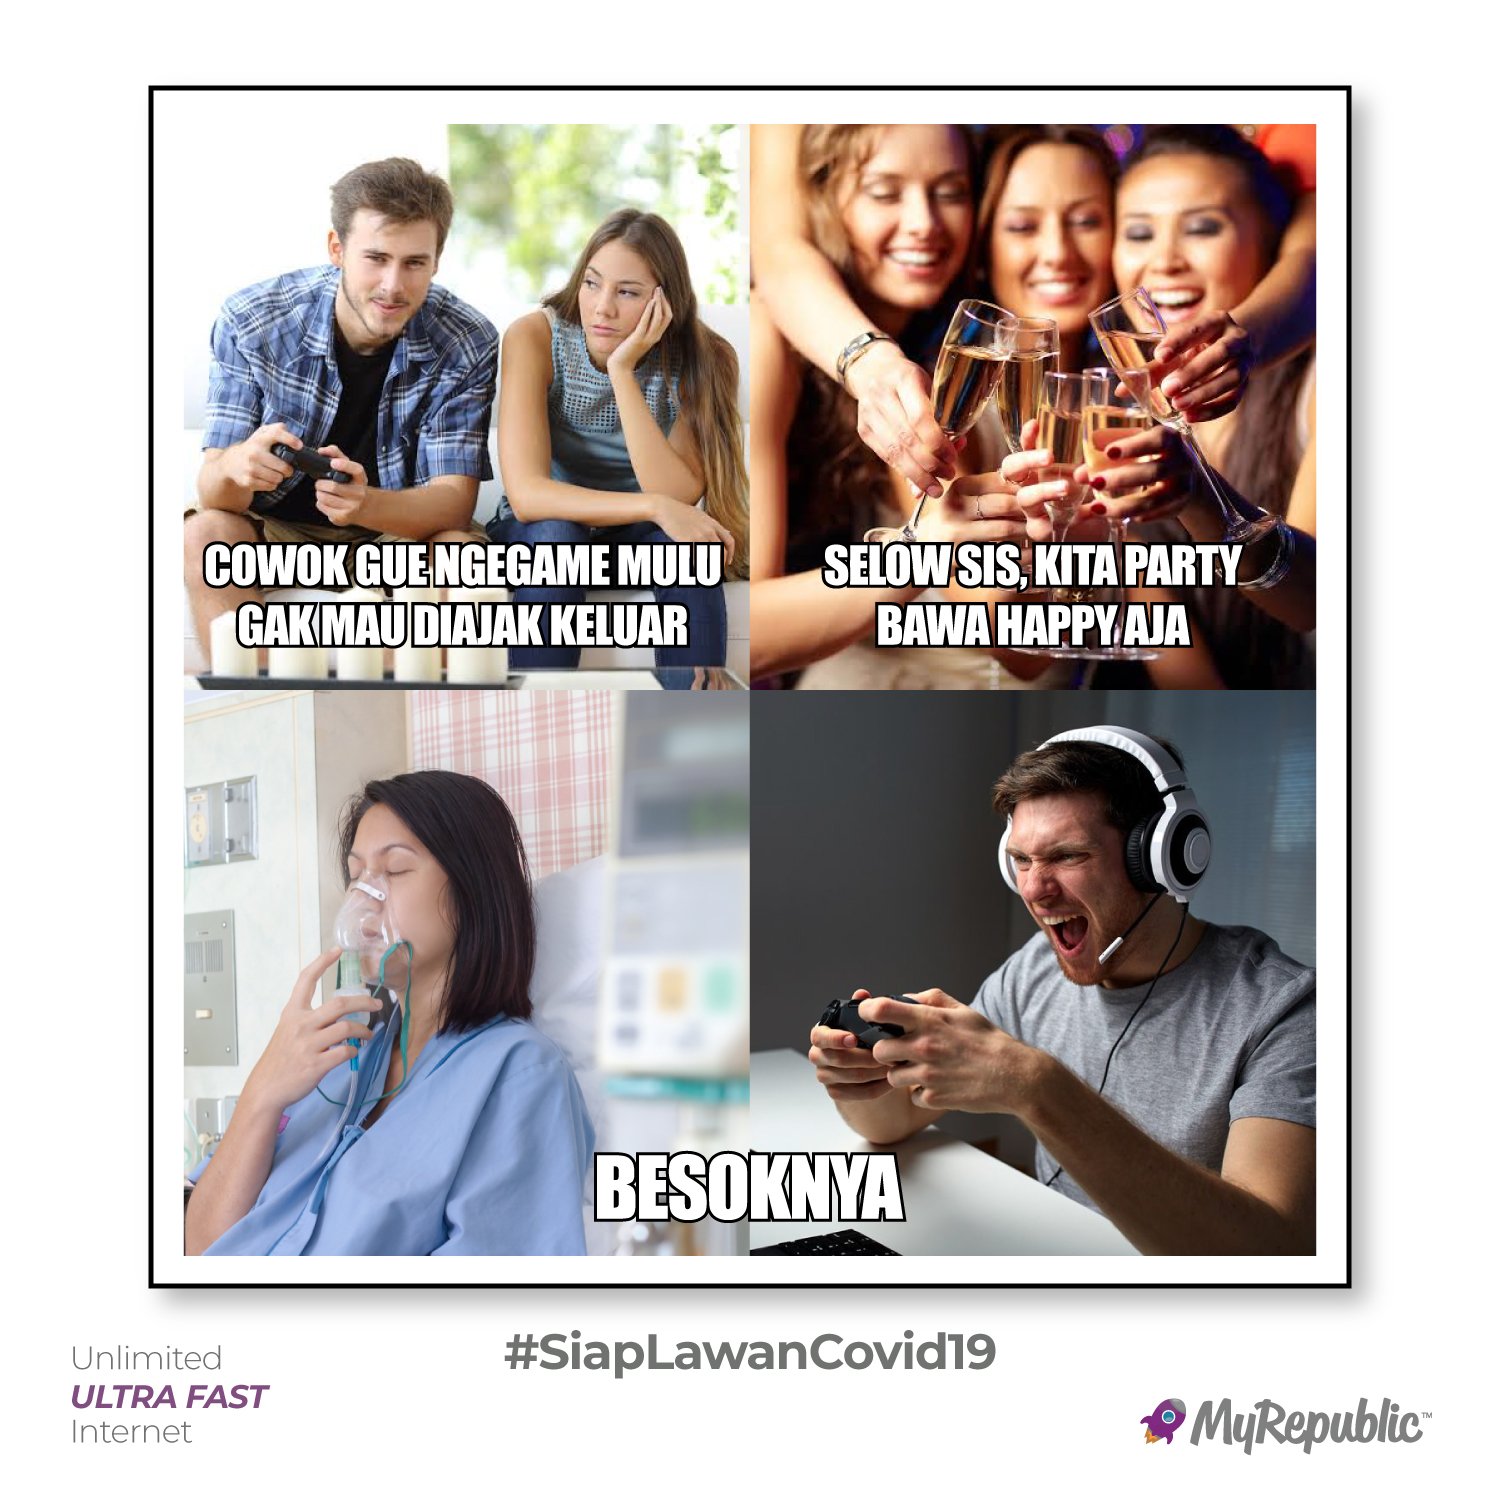 COWOK GUE NGEGAME MULU
GAK MAU DIAJAK KELUAR
SELOW SIS, KITA PARTY
BAWA HAPPY AJA
BESOKNYA
#SiapLawanCovid19
Unlimited
ULTRA FAST
Internet
MyRepublic™